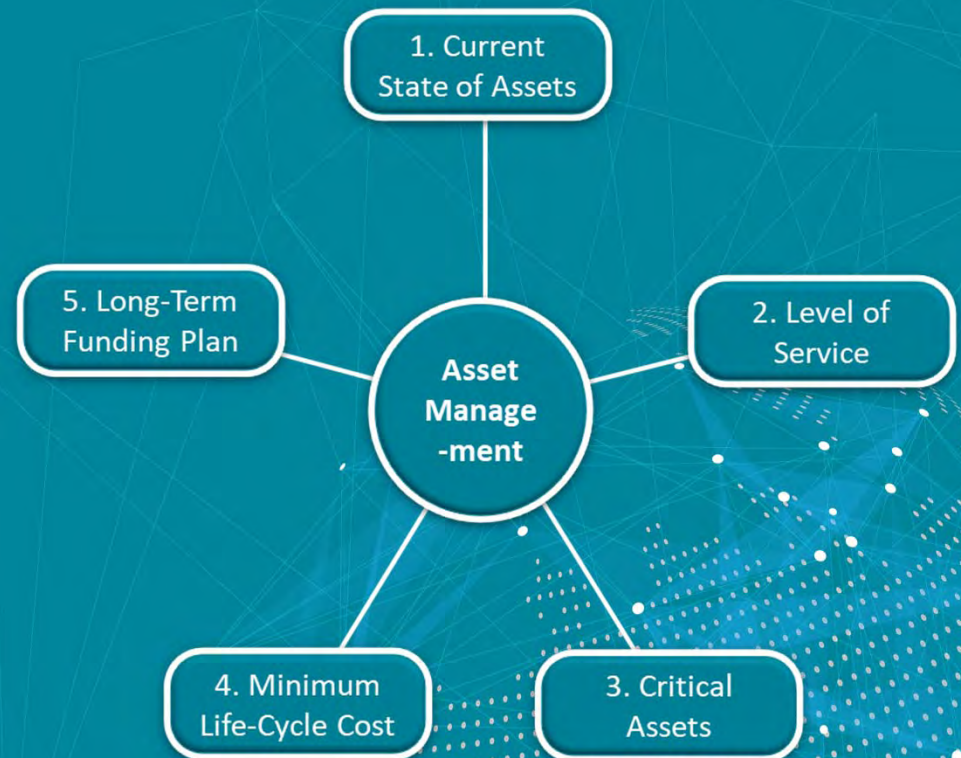 1. Current
State of Assets
2. Level of
Service
3. Critical
Assets
4. Minimum
Life-Cycle Cost
5. Long-Term
Funding Plan
Asset
Manage
-ment